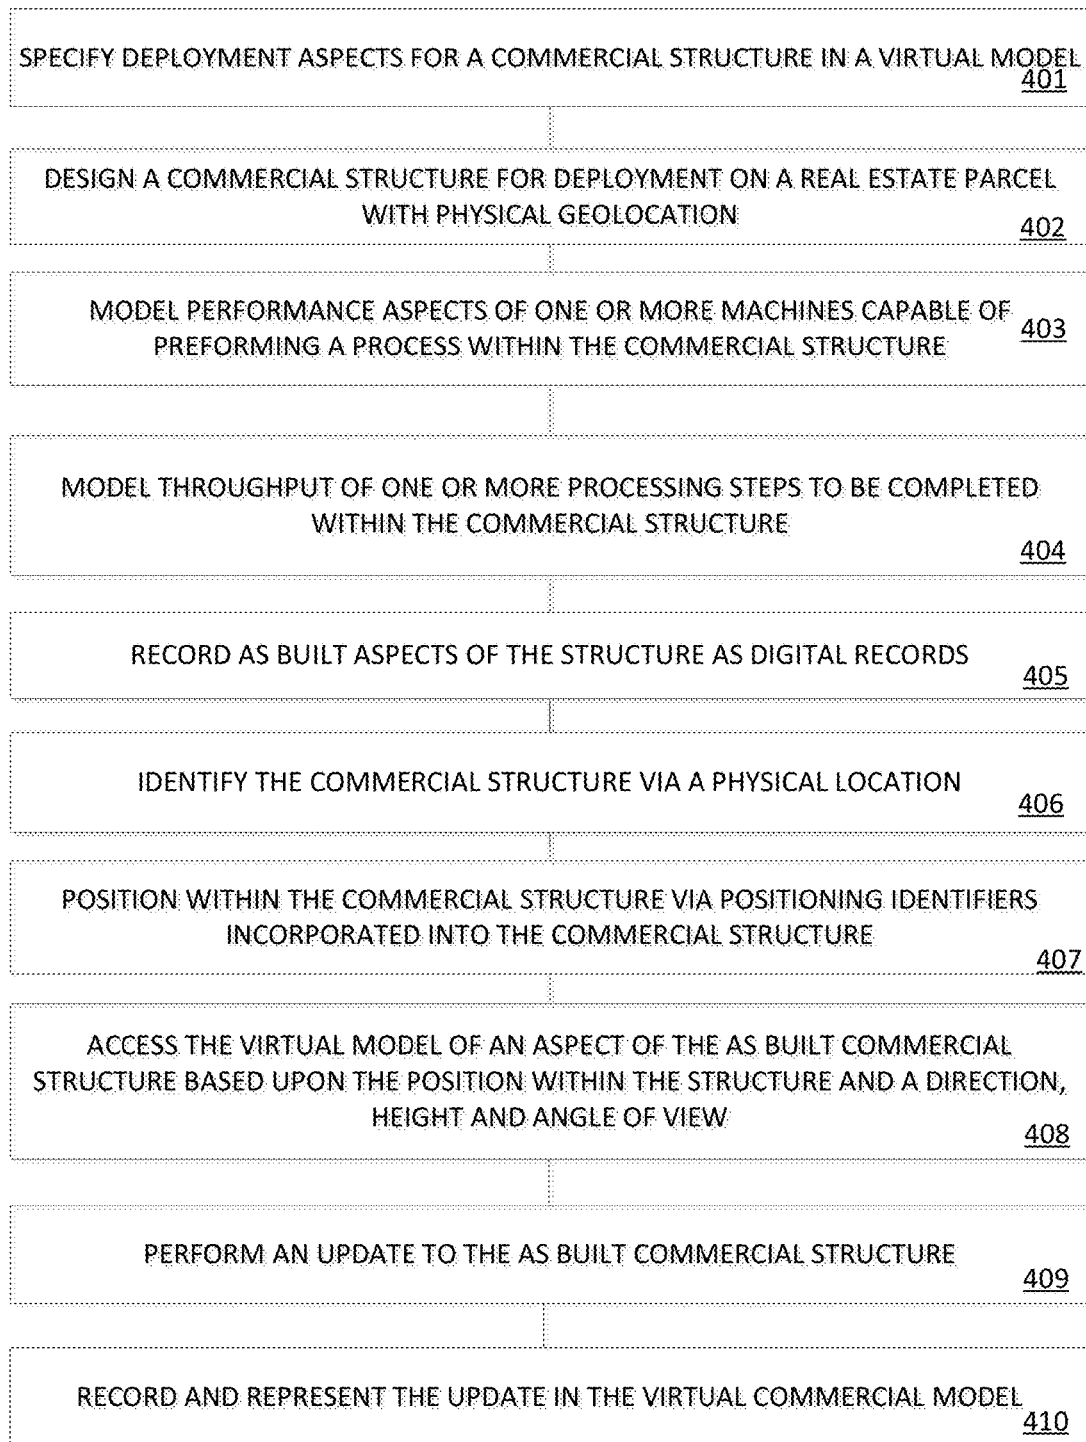 SPECIFY DEPLOYMENT ASPECTS FOR A COMMERCIAL STRUCTURE IN A VIRTUAL MODEL
401
DESIGN A COMMERCIAL STRUCTURE FOR DEPLOYMENT ON A REAL ESTATE PARCEL
WITH PHYSICAL GEOLOCATION
402
MODEL PERFORMANCE ASPECTS OF ONE OR MORE MACHINES CAPABLE OF
403
PREFORMING A PROCESS WITHIN THE COMMERCIAL STRUCTURE
MODEL THROUGHPUT OF ONE OR MORE PROCESSING STEPS TO BE COMPLETED
WITHIN THE COMMERCIAL STRUCTURE
404
RECORD AS BUILT ASPECTS OF THE STRUCTURE AS DIGITAL RECORDS
405
IDENTIFY THE COMMERCIAL STRUCTURE VIA A PHYSICAL LOCATION
406
POSITION WITHIN THE COMMERCIAL STRUCTURE VIA POSITIONING IDENTIFIERS
INCORPORATED INTO THE COMMERCIAL STRUCTURE
407
ACCESS THE VIRTUAL MODEL OF AN ASPECT OF THE AS BUILT COMMERCIAL
STRUCTURE BASED UPON THE POSITION WITHIN THE STRUCTURE AND A DIRECTION,
HEIGHT AND ANGLE OF VIEW
408
PERFORM AN UPDATE TO THE AS BUILT COMMERCIAL STRUCTURE
409
RECORD AND REPRESENT THE UPDATE IN THE VIRTUAL COMMERCIAL MODEL
410